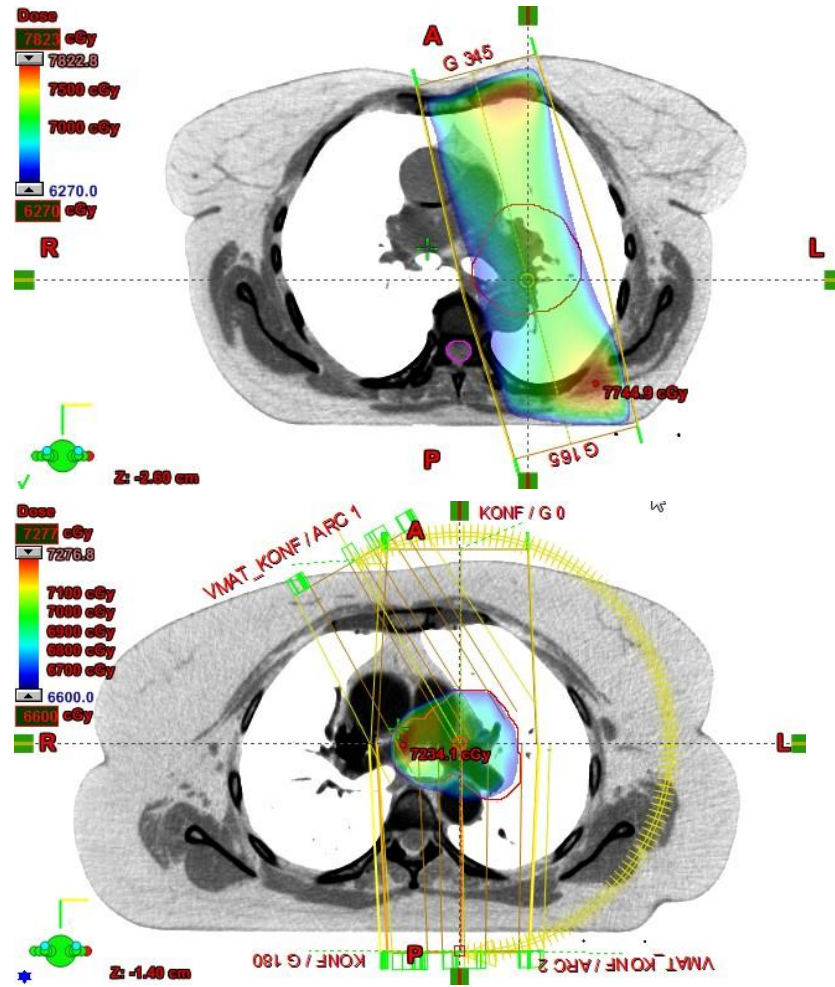 Dose
7823 cGy
7822.8
7500 cGy
7000 cGy
6270.0
6270 cGy
A
G 345
R
L
7744.9 cGy
G 165
P
Z: -2.60 cm
Dose
7277 cGy
7276.8
7100 cGy
7000 cGy
6900 cGy
6800 cGy
6700 cGy
6600.0
6600 cGy
VMAT_KONF / ARC 1
A
KONF / G 0
R
L
7234.1 cGy
KONF / G 180
P
VMAT_KONF / ARC 2
Z: -1.40 cm